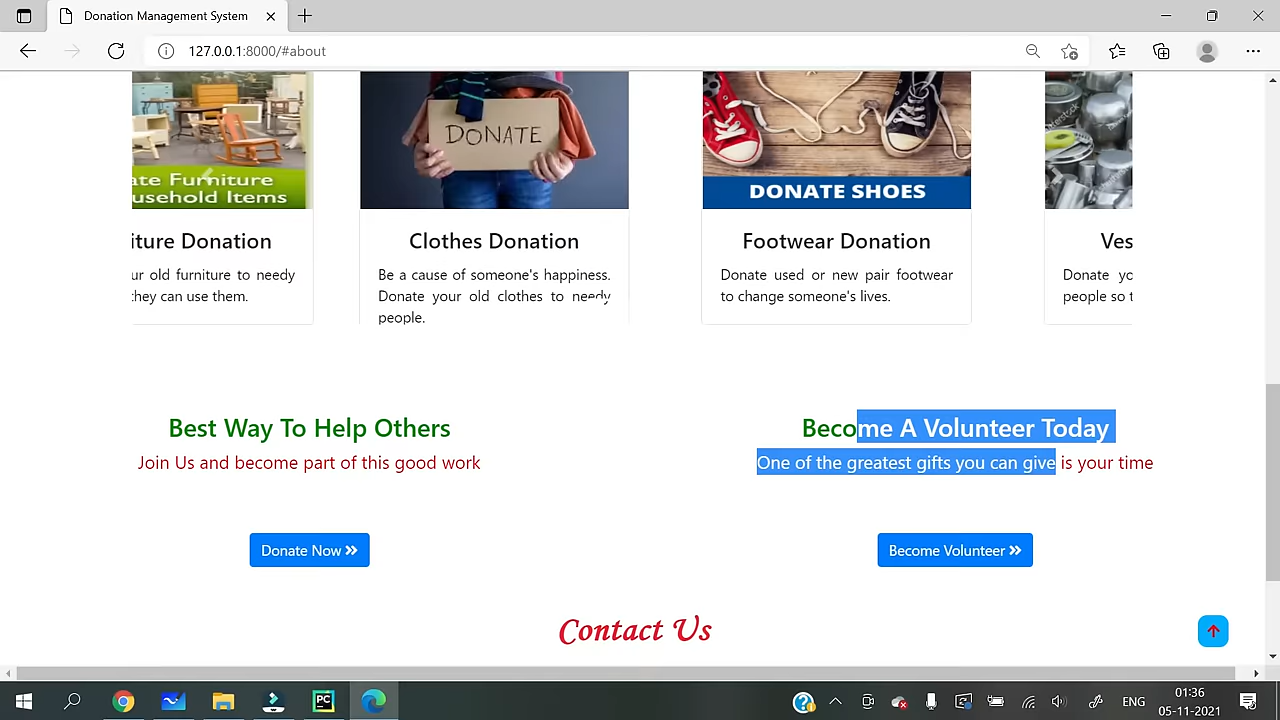 Donation Management System
127.0.0.1:8000/#about
ate Furniture
usehold Items
DONATE
DONATE SHOES
iture Donation
Clothes Donation
Footwear Donation
Ves
ur old furniture to needy
they can use them.
Be a cause of someone's happiness.
Donate your old clothes to needy
people.
Donate used or new pair footwear
to change someone's lives.
Donate yo
people so t
Best Way To Help Others
Join Us and become part of this good work
Become A Volunteer Today
One of the greatest gifts you can give is your time
Donate Now »
Become Volunteer »
Contact Us
PC
ENG
01:36
05-11-2021